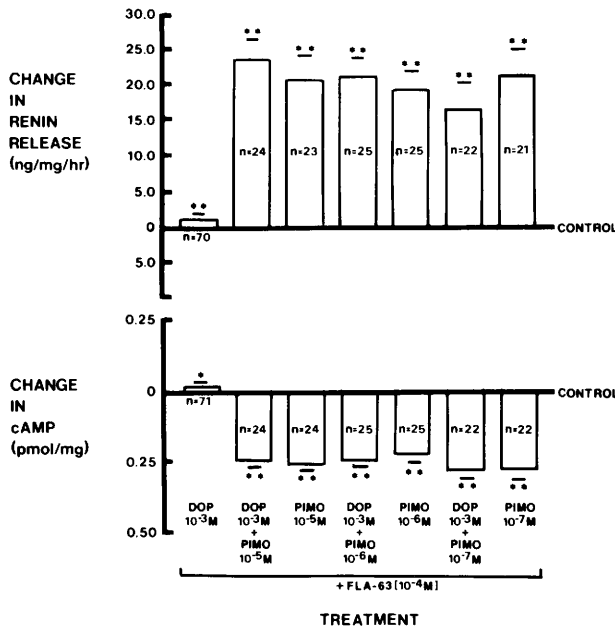 30.0
25.0
20.0
15.0
10.0
5.0
0
5.0
CHANGE
IN
RENIN
RELEASE
(ng/mg/hr)
** ** ** ** ** ** **
n=70 n=24 n=23 n=25 n=25 n=22 n=21
CONTROL
0.25
0
0.25
0.50
CHANGE
IN
cAMP
(pmol/mg)
*
n=71 n=24 n=24 n=25 n=25 n=22 n=22
CONTROL
** ** ** ** ** **
DOP DOP PIMO DOP PIMO DOP PIMO
10-3M 10-3M 10-5M 10-3M 10-6M 10-3M 10-7M
+ + +
PIMO PIMO PIMO
10-5M 10-6M 10-7M
+ FLA-63 [10-4M]
TREATMENT